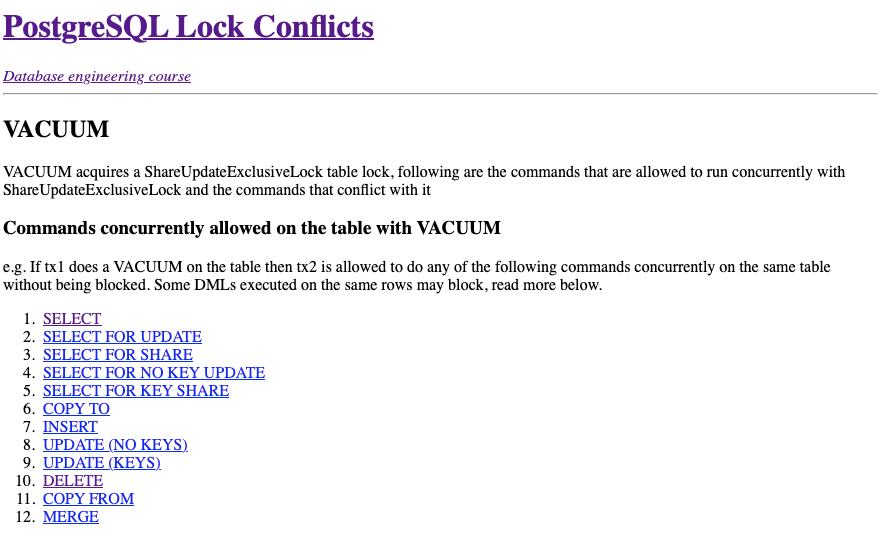 PostgreSQL Lock Conflicts
Database engineering course
VACUUM
VACUUM acquires a ShareUpdateExclusiveLock table lock, following are the commands that are allowed to run concurrently with
ShareUpdateExclusiveLock and the commands that conflict with it
Commands concurrently allowed on the table with VACUUM
e.g. If tx1 does a VACUUM on the table then tx2 is allowed to do any of the following commands concurrently on the same table
without being blocked. Some DMLs executed on the same rows may block, read more below.
1. SELECT
2. SELECT FOR UPDATE
3. SELECT FOR SHARE
4. SELECT FOR NO KEY UPDATE
5. SELECT FOR KEY SHARE
6. COPY TO
7. INSERT
8. UPDATE (NO KEYS)
9. UPDATE (KEYS)
10. DELETE
11. COPY FROM
12. MERGE